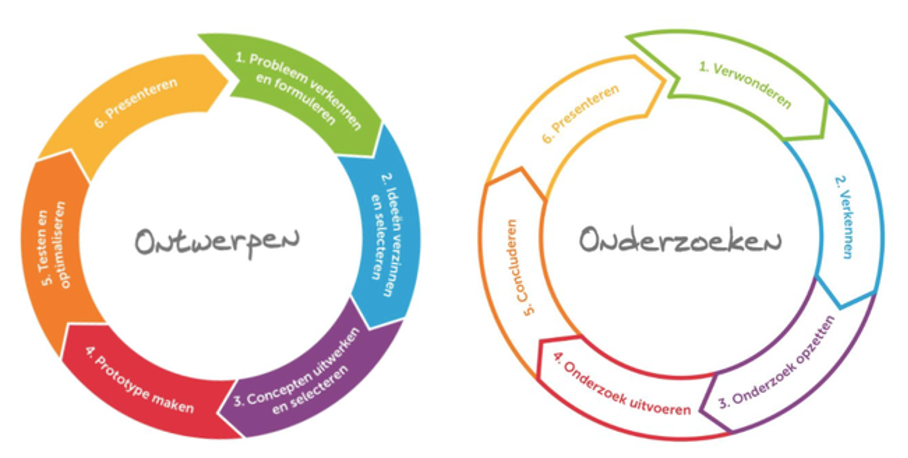 1. Probleem verkennen
en formuleren
2. Ideeën verzinnen
en selecteren
3. Concepten uitwerken
en selecteren
4. Prototype maken
5. Testen en
optimaliseren
6. Presenteren
Ontwerpen
1. Verwonderen
2. Verkennen
3. Onderzoek opzetten
4. Onderzoek uitvoeren
5. Concluderen
6. Presenteren
Onderzoeken